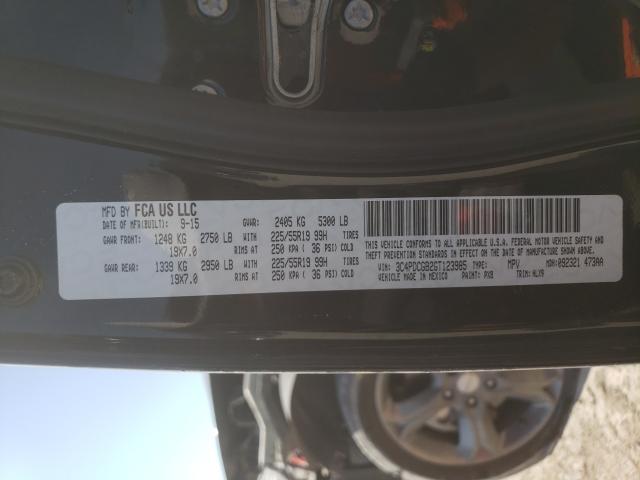 MFD BY FCA US LLC
DATE OF MFR(BUILT): 9-15 GVWR: 2405 KG 5300 LB
GAWR FRONT: 1248 KG 2750 LB WITH 225/55R19 99H TIRES
19X7.0 RIMS AT 250 KPA ( 36 PSI) COLD
GAWR REAR: 1339 KG 2950 LB WITH 225/55R19 99H TIRES
19X7.0 RIMS AT 250 KPA ( 36 PSI) COLD
THIS VEHICLE CONFORMS TO ALL APPLICABLE U.S.A. FEDERAL MOTOR
VEHICLE SAFETY, BUMPER, AND THEFT PREVENTION STANDARDS IN
EFFECT ON THE DATE OF MANUFACTURE SHOWN ABOVE.
VIN: 3C4PDCGB2GT123985 TYPE: MPV MDH: 092321 473AA
VEHICLE MADE IN MEXICO PAINT: PX8 TRIM: HLX9